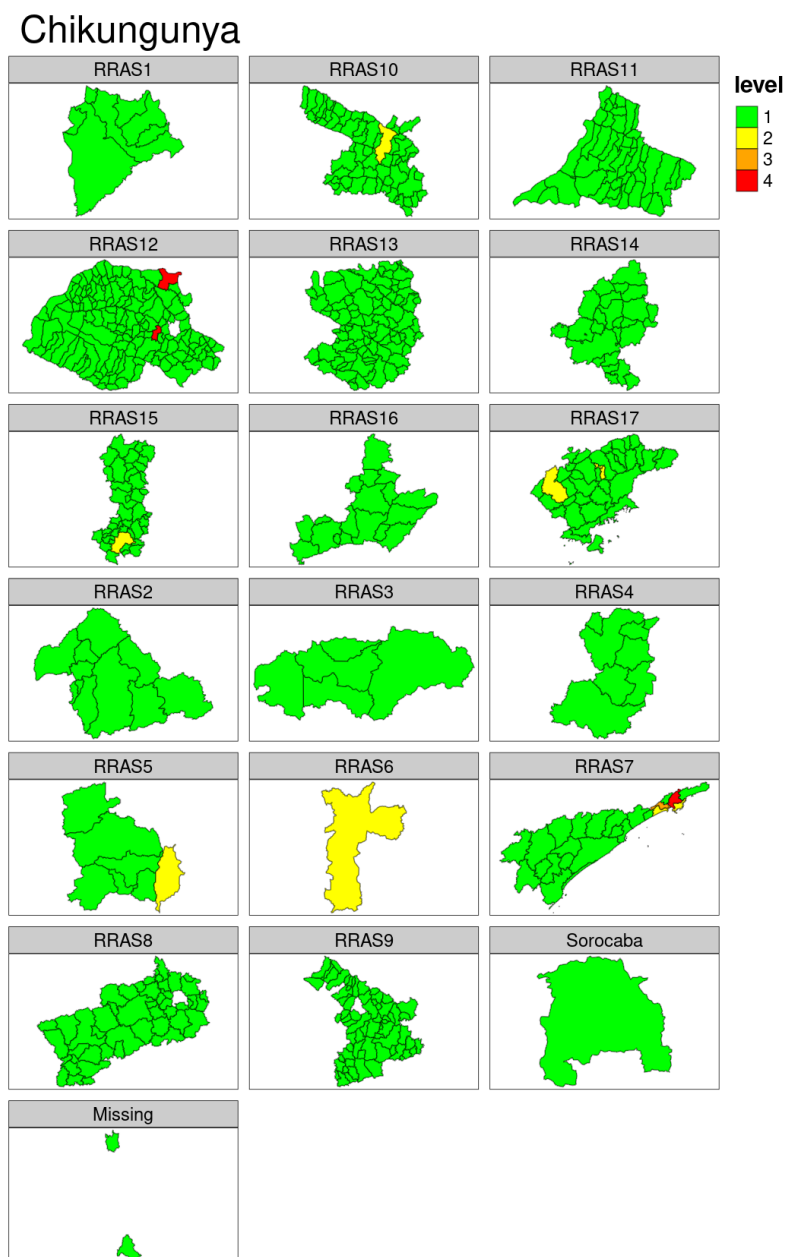 Chikungunya
RRAS1
RRAS10
RRAS11
level
1
2
3
4
RRAS12
RRAS13
RRAS14
RRAS15
RRAS16
RRAS17
RRAS2
RRAS3
RRAS4
RRAS5
RRAS6
RRAS7
RRAS8
RRAS9
Sorocaba
Missing